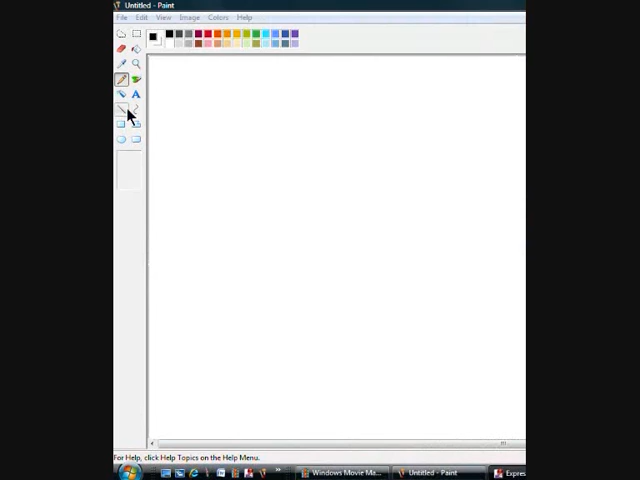 Untitled - Paint
File Edit View Image Colors Help
A
For Help, click Help Topics on the Help Menu.
Windows Movie Ma... Untitled - Paint Expres